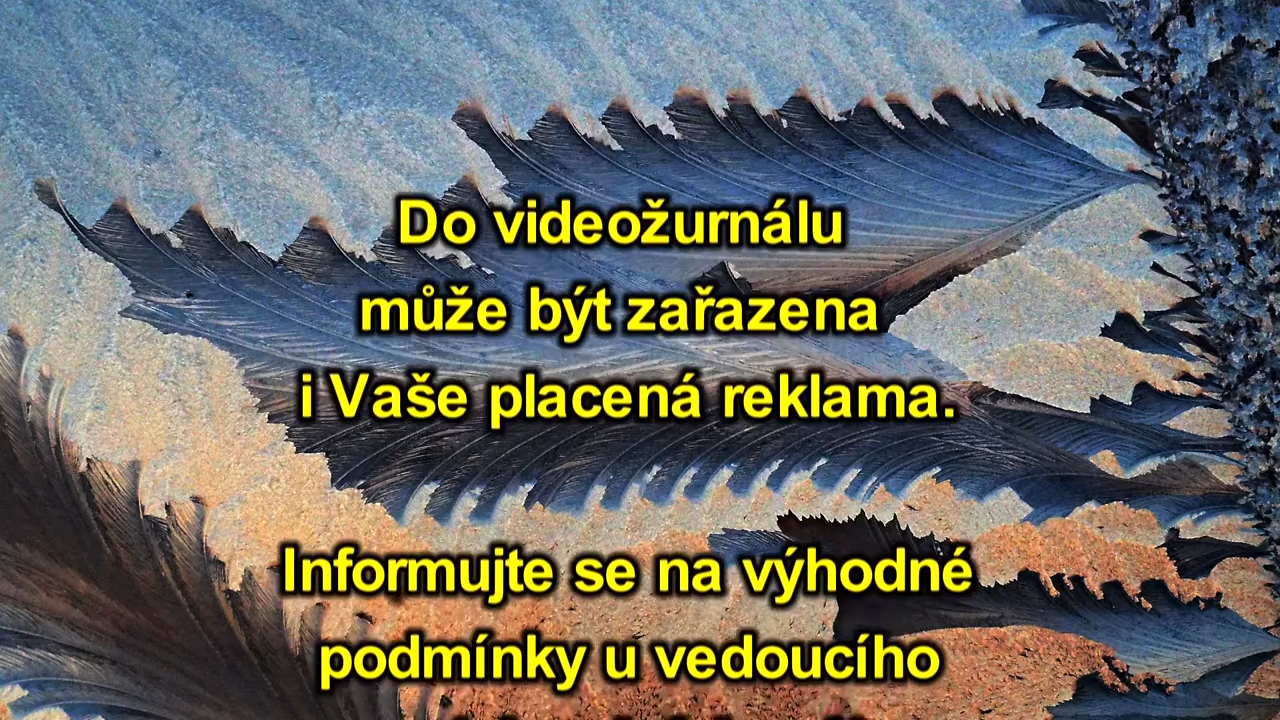 Do videožurnálu
může být zařazena
i Vaše placená reklama.
Informujte se na výhodné
podmínky u vedoucího